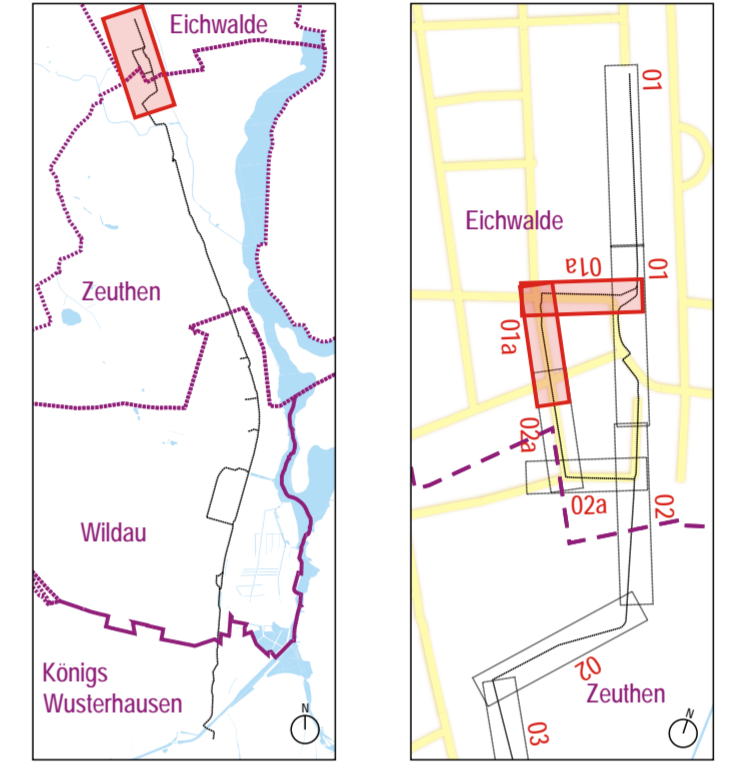 Eichwalde
Zeuthen
Wildau
Königs
Wusterhausen
N
01
Eichwalde
01
01a
01a
02a
02a
02
02
Zeuthen
03
N